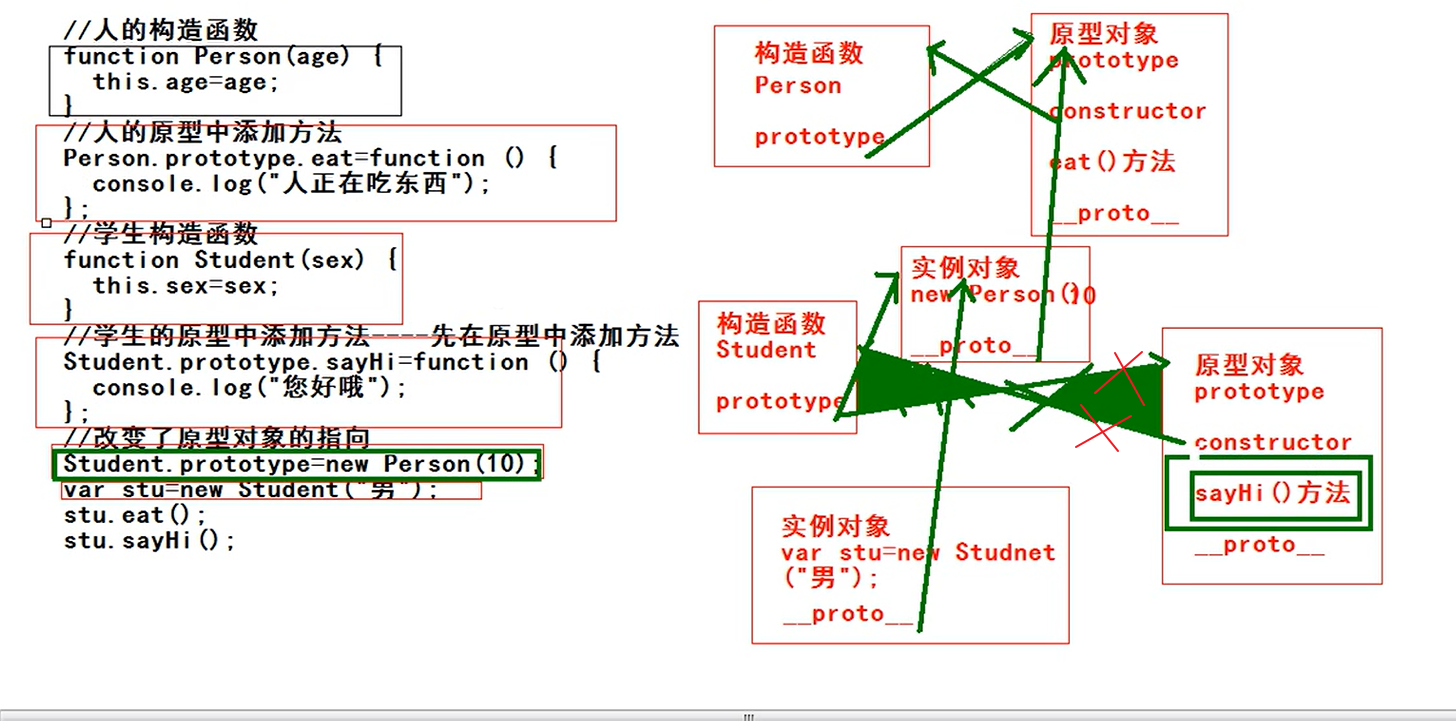 //人的构造函数
function Person(age) {
this.age=age;
}
//人的原型中添加方法
Person.prototype.eat=function () {
console.log("人正在吃东西");
};
//学生构造函数
function Student(sex) {
this.sex=sex;
}
//学生的原型中添加方法----先在原型中添加方法
Student.prototype.sayHi=function () {
console.log("您好哦");
};
//改变了原型对象的指向
Student.prototype=new Person(10);
var stu=new Student("男");
stu.eat();
stu.sayHi();
构造函数
Person
prototype
原型对象
prototype
constructor
eat()方法
__proto__
实例对象
new Person()10
__proto__
构造函数
Student
prototype
原型对象
prototype
constructor
sayHi()方法
__proto__
实例对象
var stu=new Studnet
("男");
__proto__